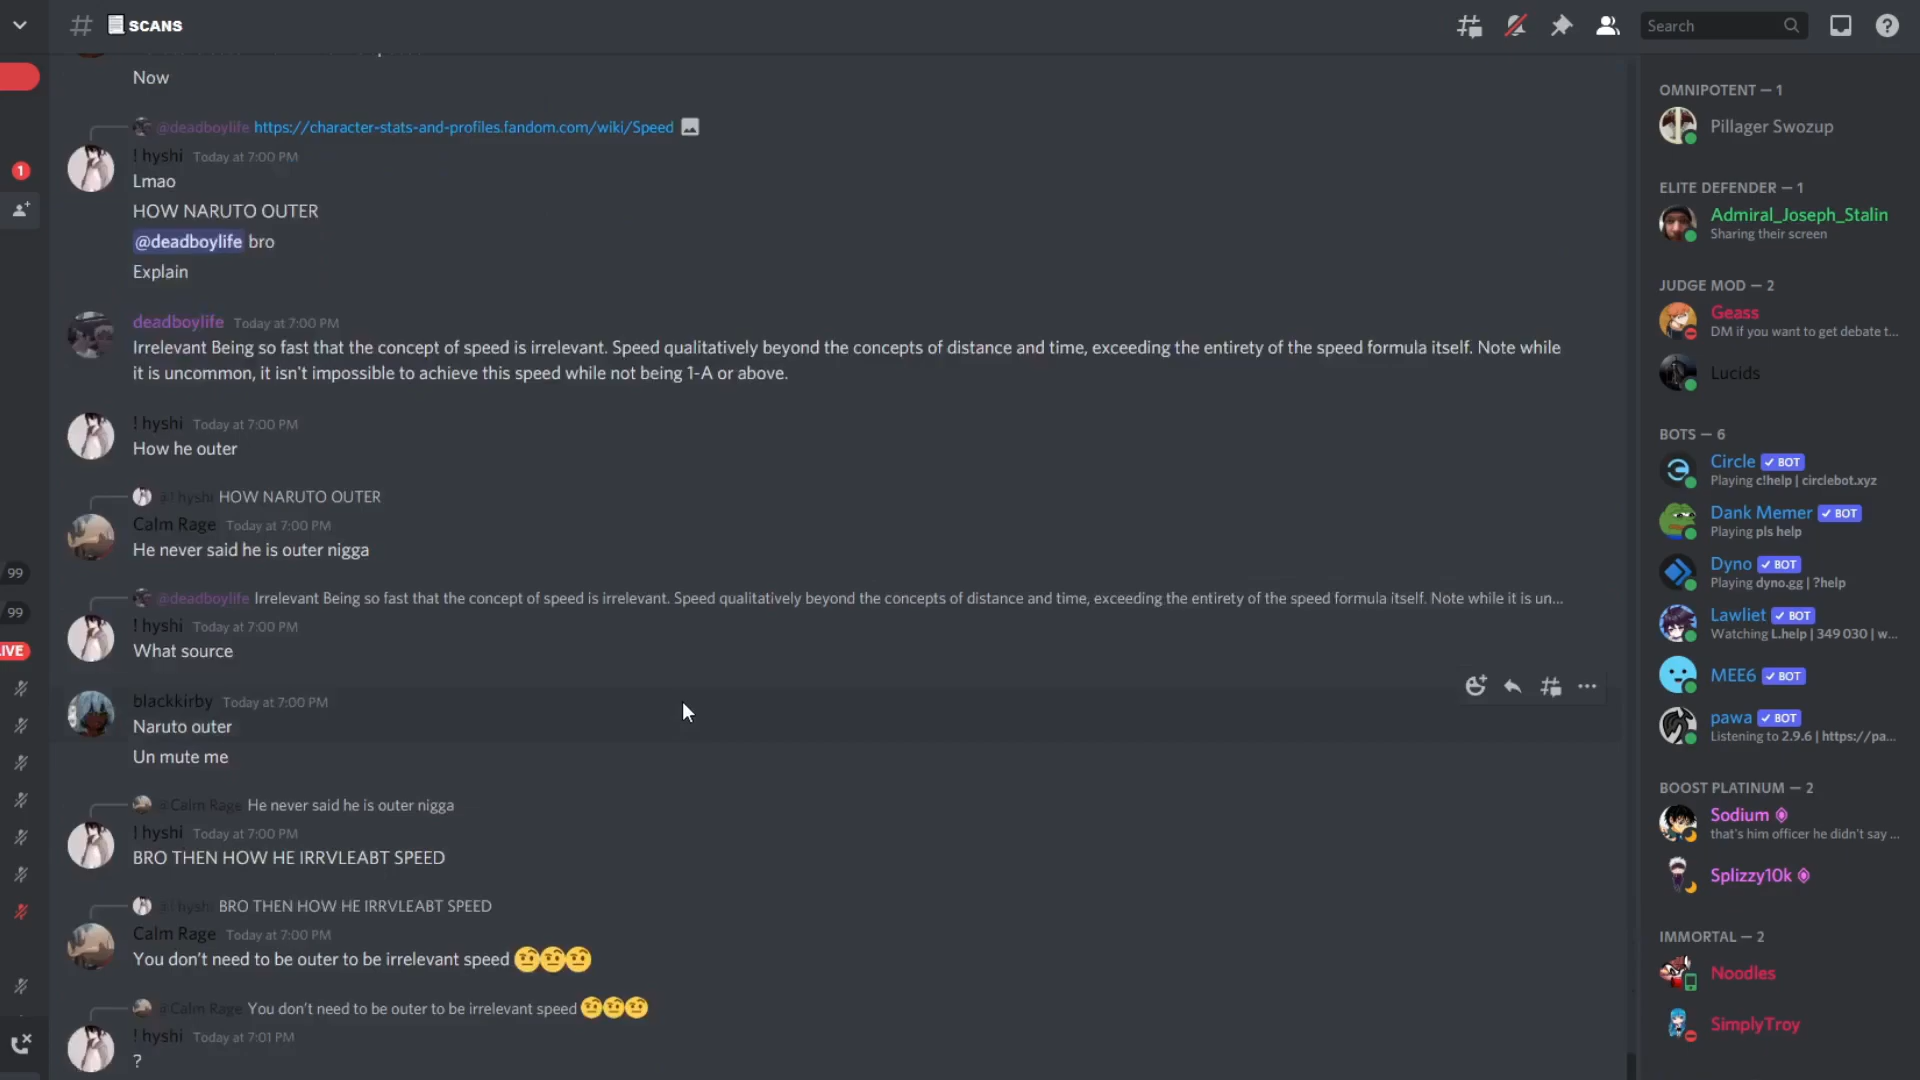 SCANS
Now
@deadboylife https://character-stats-and-profiles.fandom.com/wiki/Speed
! hyshi Today at 7:00 PM
Lmao
HOW NARUTO OUTER
@deadboylife bro
Explain
deadboylife Today at 7:00 PM
Irrelevant Being so fast that the concept of speed is irrelevant. Speed qualitatively beyond the concepts of distance and time, exceeding the entirety of the speed formula itself. Note while
it is uncommon, it isn't impossible to achieve this speed while not being 1-A or above.
! hyshi Today at 7:00 PM
How he outer
@! hyshi HOW NARUTO OUTER
Calm Rage Today at 7:00 PM
He never said he is outer nigga
@deadboylife Irrelevant Being so fast that the concept of speed is irrelevant. Speed qualitatively beyond the concepts of distance and time, exceeding the entirety of the speed formula itself. Note while it is un...
! hyshi Today at 7:00 PM
What source
blackkirby Today at 7:00 PM
Naruto outer
Un mute me
@Calm Rage He never said he is outer nigga
! hyshi Today at 7:00 PM
BRO THEN HOW HE IRRVLEABT SPEED
@! hyshi BRO THEN HOW HE IRRVLEABT SPEED
Calm Rage Today at 7:00 PM
You don't need to be outer to be irrelevant speed
@Calm Rage You don't need to be outer to be irrelevant speed
! hyshi Today at 7:01 PM
?
1
99
99
IVE
Search
OMNIPOTENT — 1
Pillager Swozup
ELITE DEFENDER — 1
Admiral_Joseph_Stalin
Sharing their screen
JUDGE MOD — 2
Geass
DM if you want to get debate t...
Lucids
BOTS — 6
Circle BOT
Playing c!help | circlebot.xyz
Dank Memer BOT
Playing pls help
Dyno BOT
Playing dyno.gg | ?help
Lawliet BOT
Watching L.help | 349 030 | w...
MEE6 BOT
pawa BOT
Listening to 2.9.6 | https://pa...
BOOST PLATINUM — 2
Sodium
that's him officer he didn't say ...
Splizzy10k
IMMORTAL — 2
Noodles
SimplyTroy